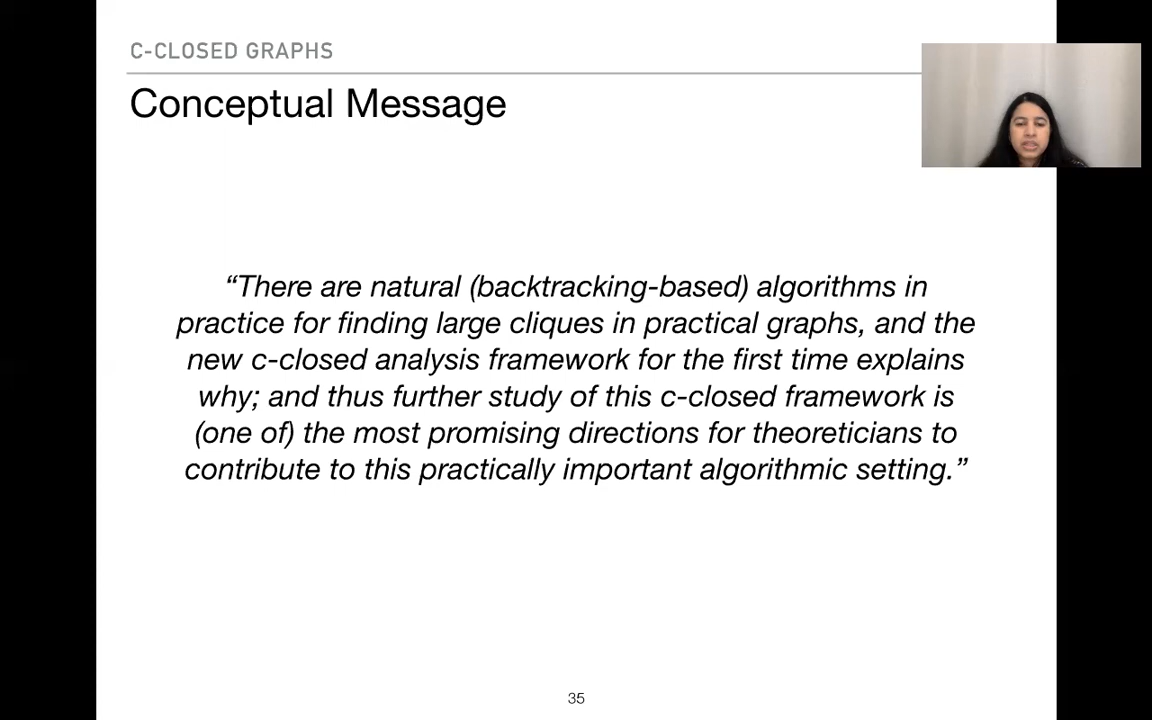 C-CLOSED GRAPHS
Conceptual Message
“There are natural (backtracking-based) algorithms in
practice for finding large cliques in practical graphs, and the
new c-closed analysis framework for the first time explains
why; and thus further study of this c-closed framework is
(one of) the most promising directions for theoreticians to
contribute to this practically important algorithmic setting.”
35